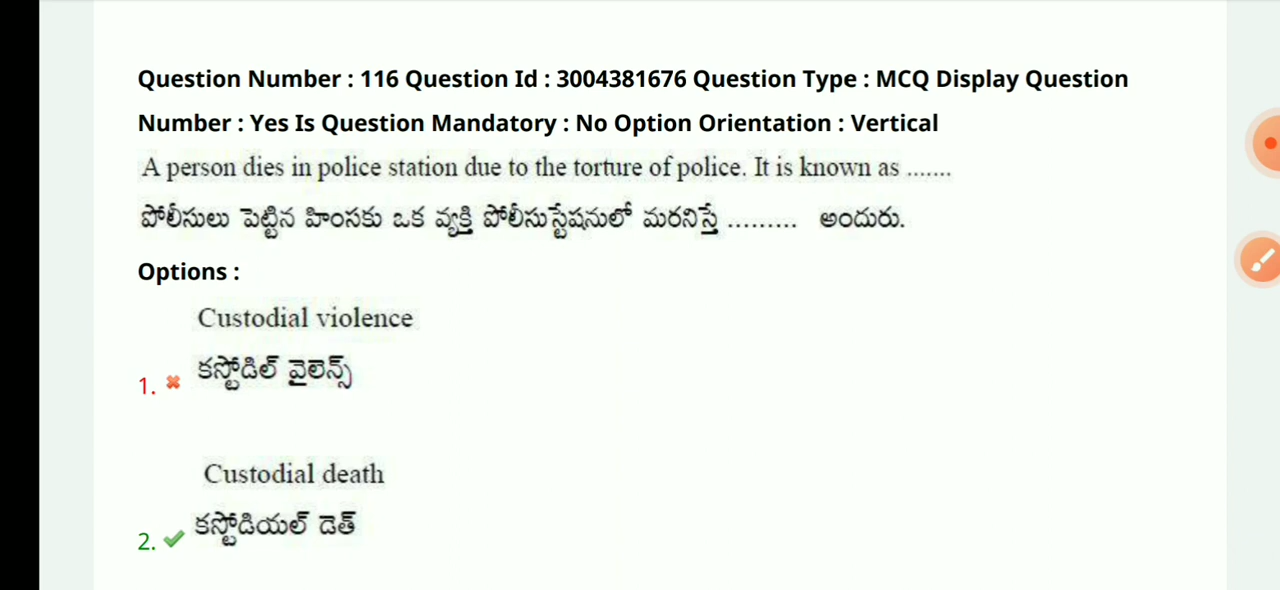 Question Number : 116 Question Id : 3004381676 Question Type : MCQ Display Question
Number : Yes Is Question Mandatory : No Option Orientation : Vertical
A person dies in police station due to the torture of police. It is known as .......
పోలీసులు పెట్టిన హింసకు ఒక వ్యక్తి పోలీసుస్టేషనులో మరనిస్తే ......... అందురు.
Options :
Custodial violence
1. కస్టోడిల్ వైలెన్స్
Custodial death
2. కస్టోడియల్ డెత్